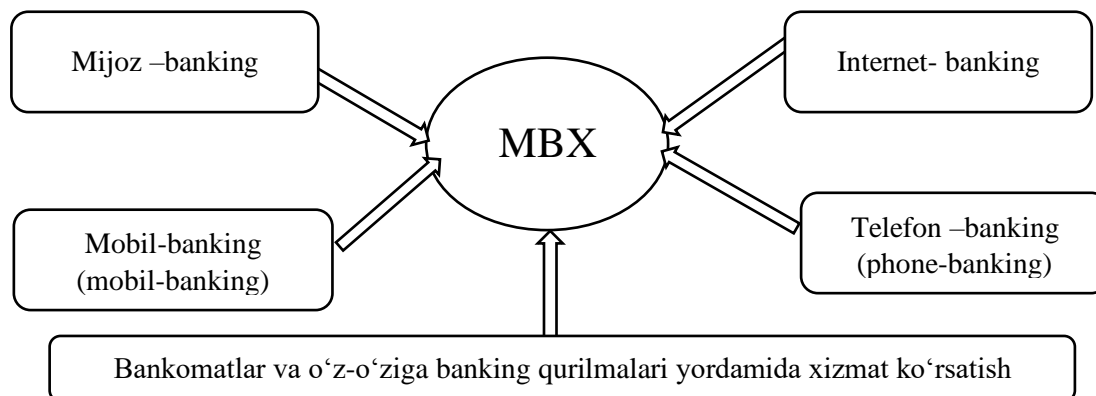 Mijoz –banking
Internet- banking
MBX
Mobil-banking
(mobil-banking)
Telefon –banking
(phone-banking)
Bankomatlar va o‘z-o‘ziga banking qurilmalari yordamida xizmat ko‘rsatish